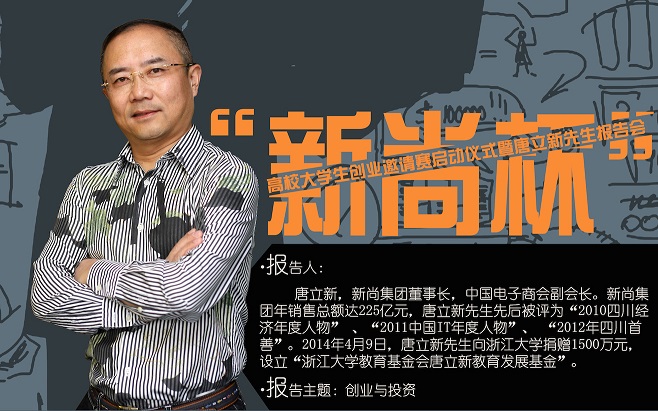 “新尚杯”
高校大学生创业邀请赛启动仪式暨唐立新先生报告会
·报告人：
唐立新，新尚集团董事长，中国电子商会副会长。新尚集
团年销售总额达225亿元，唐立新先生先后被评为“2010四川经
济年度人物” 、“2011中国IT年度人物”、 “2012年四川首
善”。2014年4月9日，唐立新先生向浙江大学捐赠1500万元，
设立“浙江大学教育基金会唐立新教育发展基金”。
·报告主题：创业与投资